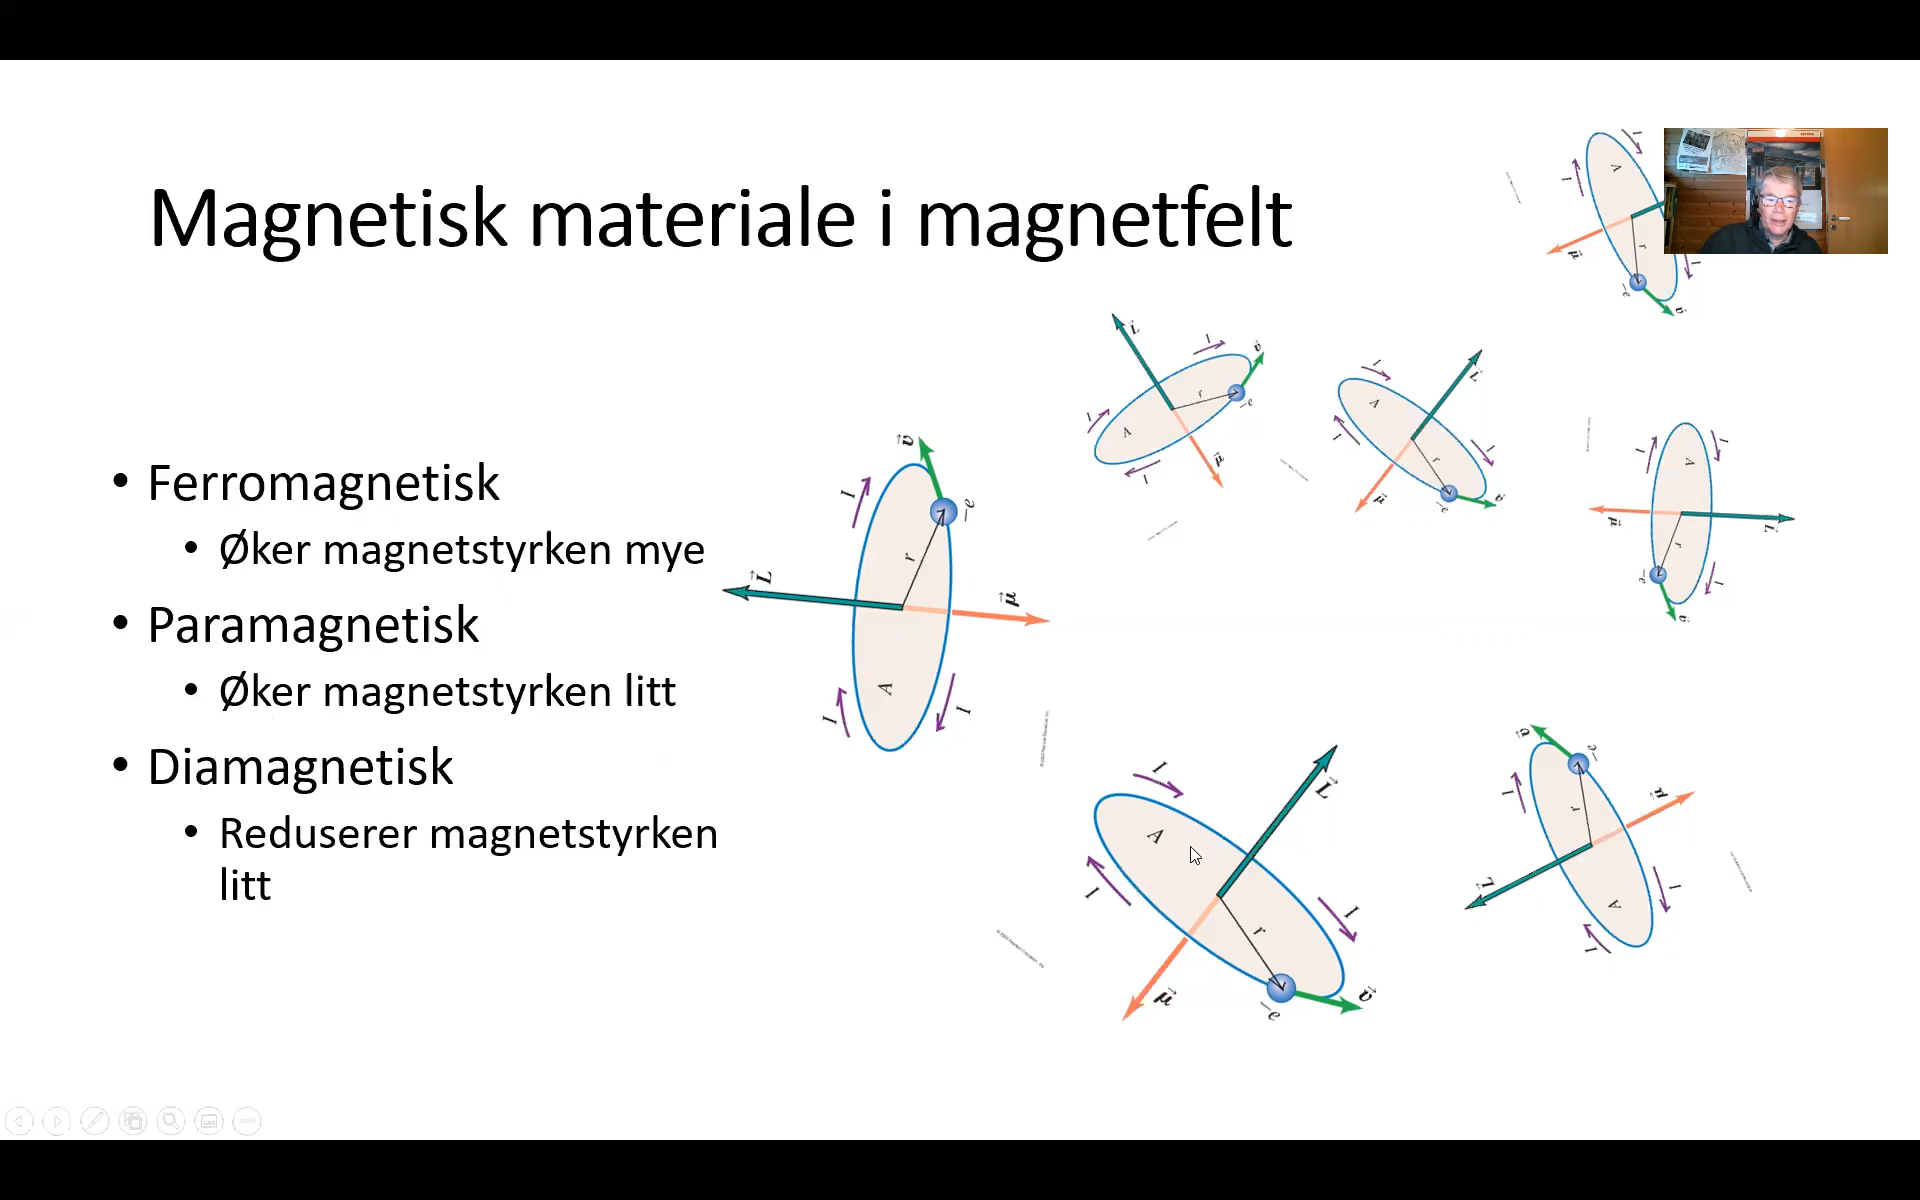 Magnetisk materiale i magnetfelt
• Ferromagnetisk
• Øker magnetstyrken mye
• Paramagnetisk
• Øker magnetstyrken litt
• Diamagnetisk
• Reduserer magnetstyrken
litt
I
I
A
r
I
μ
−e
v
L
I
v
I
r
−e
A
μ
I
I
L
A
I
r
I
μ
−e
v
v
I
−e
r
L
μ
A
I
I
I
I
A
μ
L
r
−e
I
v
I
A
L
I
I
r
μ
−e
v
v
−e
I
r
μ
L
I
A
I